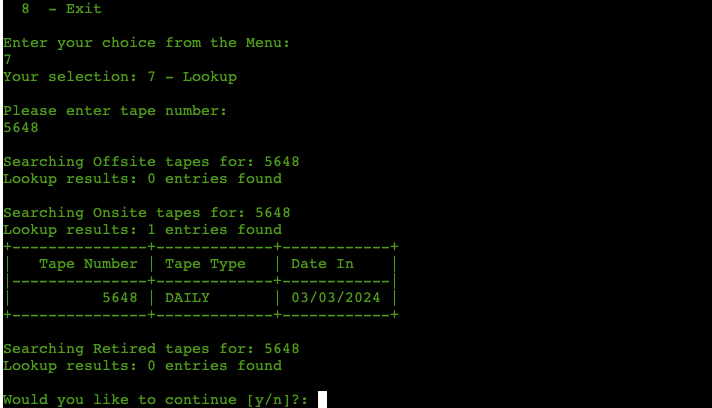 8  - Exit
Enter your choice from the Menu:
7
Your selection: 7 - Lookup
Please enter tape number:
5648
Searching Offsite tapes for: 5648
Lookup results: 0 entries found
Searching Onsite tapes for: 5648
Lookup results: 1 entries found
+---------------+-------------+------------+
|   Tape Number | Tape Type   | Date In    |
|---------------+-------------+------------|
|          5648 | DAILY       | 03/03/2024 |
+---------------+-------------+------------+
Searching Retired tapes for: 5648
Lookup results: 0 entries found
Would you like to continue [y/n]?: